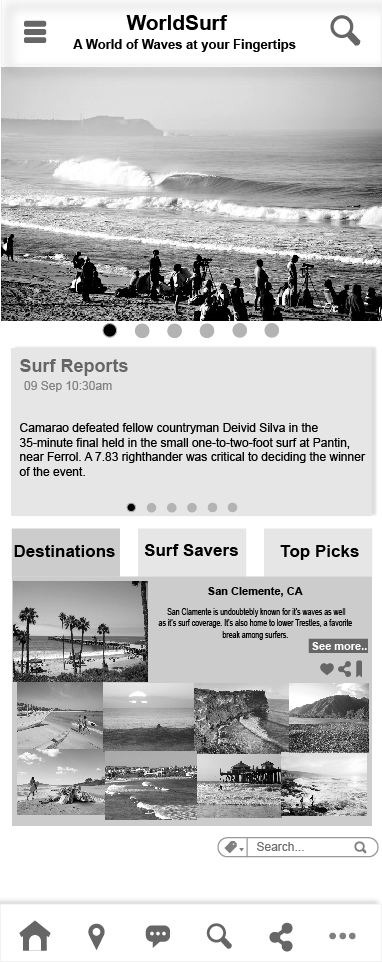 WorldSurf
A World of Waves at your Fingertips
Surf Reports
09 Sep 10:30am
Camarao defeated fellow countryman Deivid Silva in the
35-minute final held in the small one-to-two-foot surf at Pantin,
near Ferrol. A 7.83 righthander was critical to deciding the winner
of the event.
Destinations
Surf Savers
Top Picks
San Clemente, CA
San Clemente is undoubtebly known for it's waves as well
as it's surf coverage. It's also home to lower Trestles, a favorite
break among surfers.
See more..
Search...